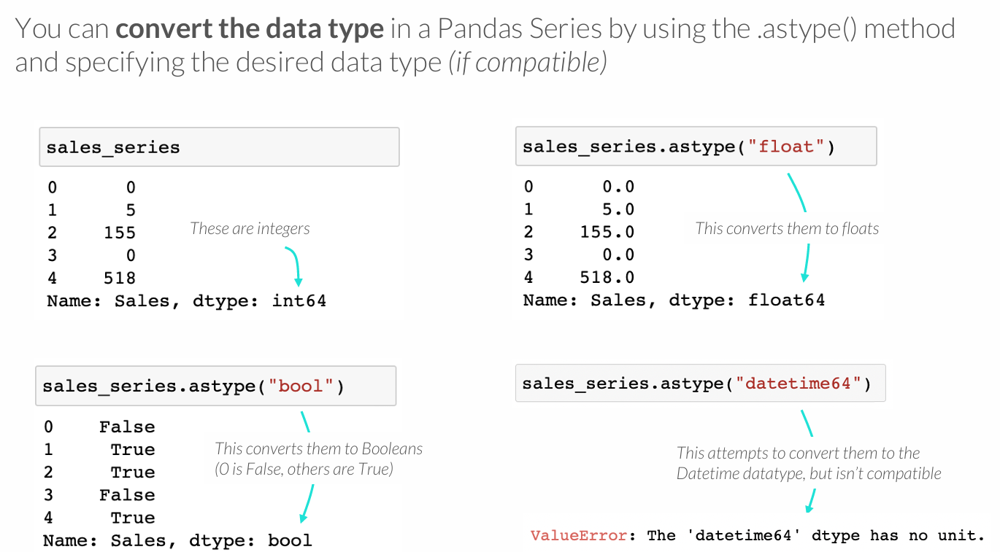 You can convert the data type in a Pandas Series by using the .astype() method
and specifying the desired data type (if compatible)
sales_series
0 0
1 5
2 155
3 0
4 518
Name: Sales, dtype: int64
These are integers
sales_series.astype("float")
0 0.0
1 5.0
2 155.0
3 0.0
4 518.0
Name: Sales, dtype: float64
This converts them to floats
sales_series.astype("bool")
0 False
1 True
2 True
3 False
4 True
Name: Sales, dtype: bool
This converts them to Booleans
(0 is False, others are True)
sales_series.astype("datetime64")
This attempts to convert them to the
Datetime datatype, but isn't compatible
ValueError: The 'datetime64' dtype has no unit.